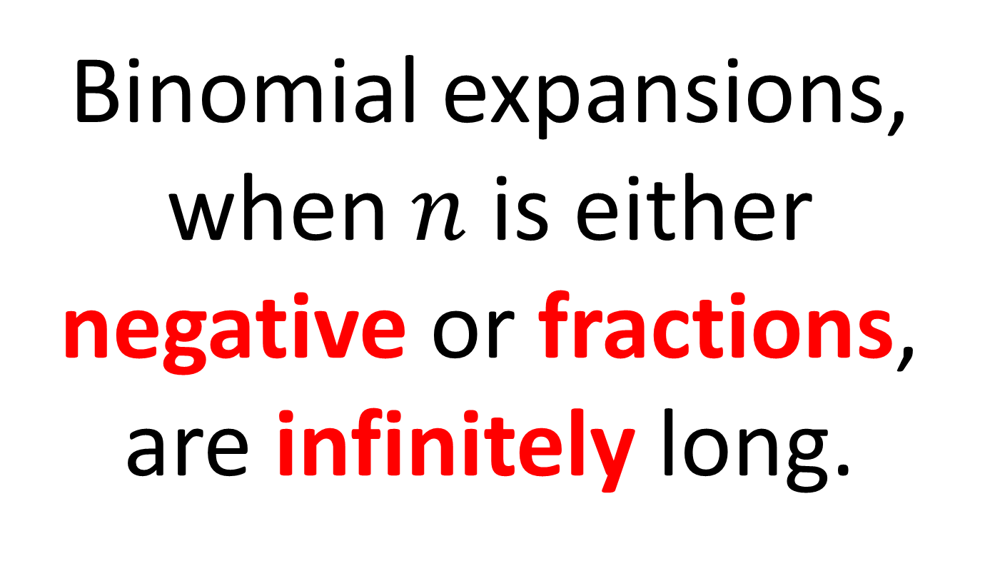 Binomial expansions,
when n is either
negative or fractions,
are infinitely long.